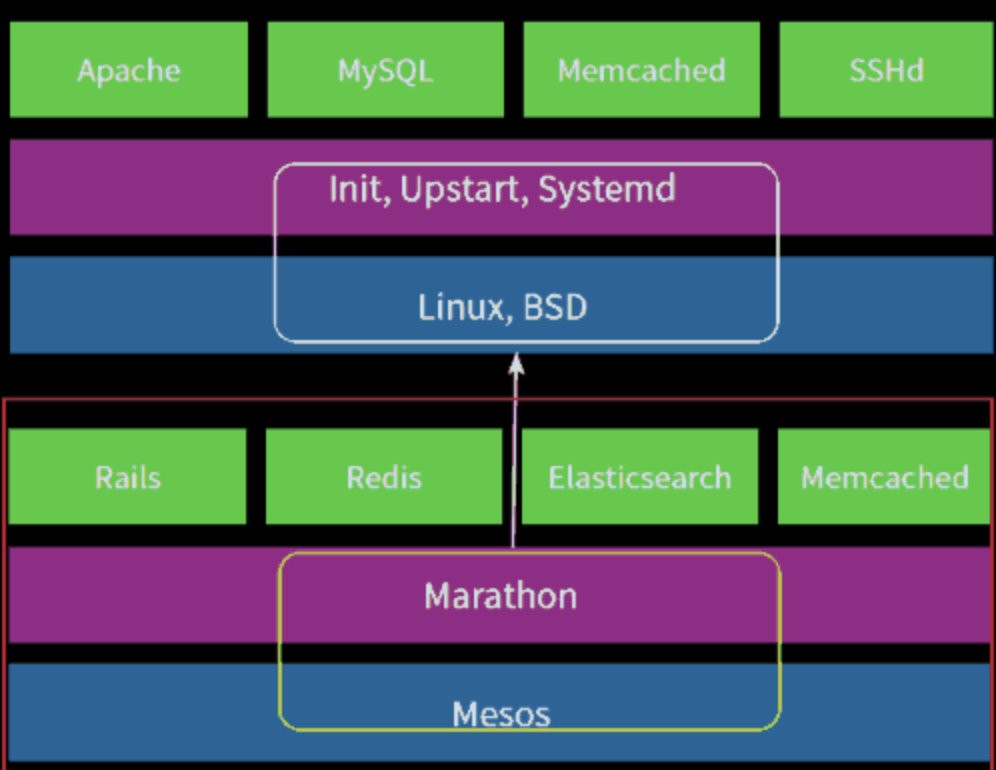 Apache MySQL Memcached SSHd
Init, Upstart, Systemd
Linux, BSD
Rails Redis Elasticsearch Memcached
Marathon
Mesos